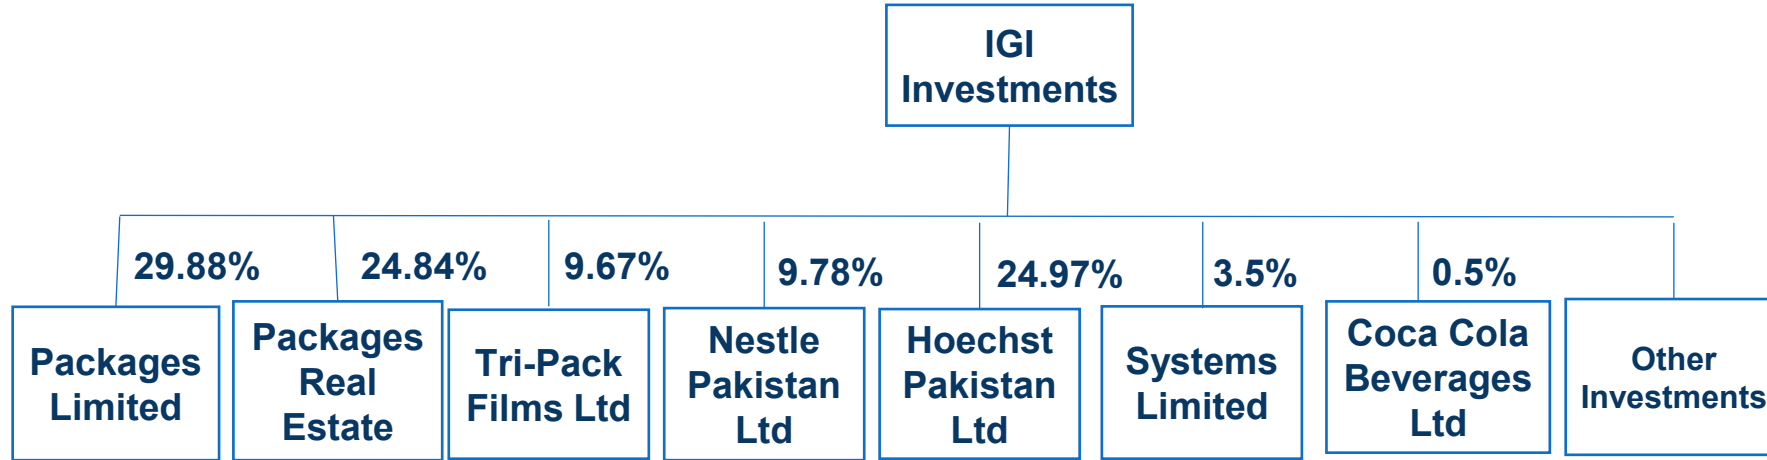 IGI
Investments
29.88%
24.84%
9.67%
9.78%
24.97%
3.5%
0.5%
Packages
Limited
Packages
Real
Estate
Tri-Pack
Films Ltd
Nestle
Pakistan
Ltd
Hoechst
Pakistan
Ltd
Systems
Limited
Coca Cola
Beverages
Ltd
Other
Investments